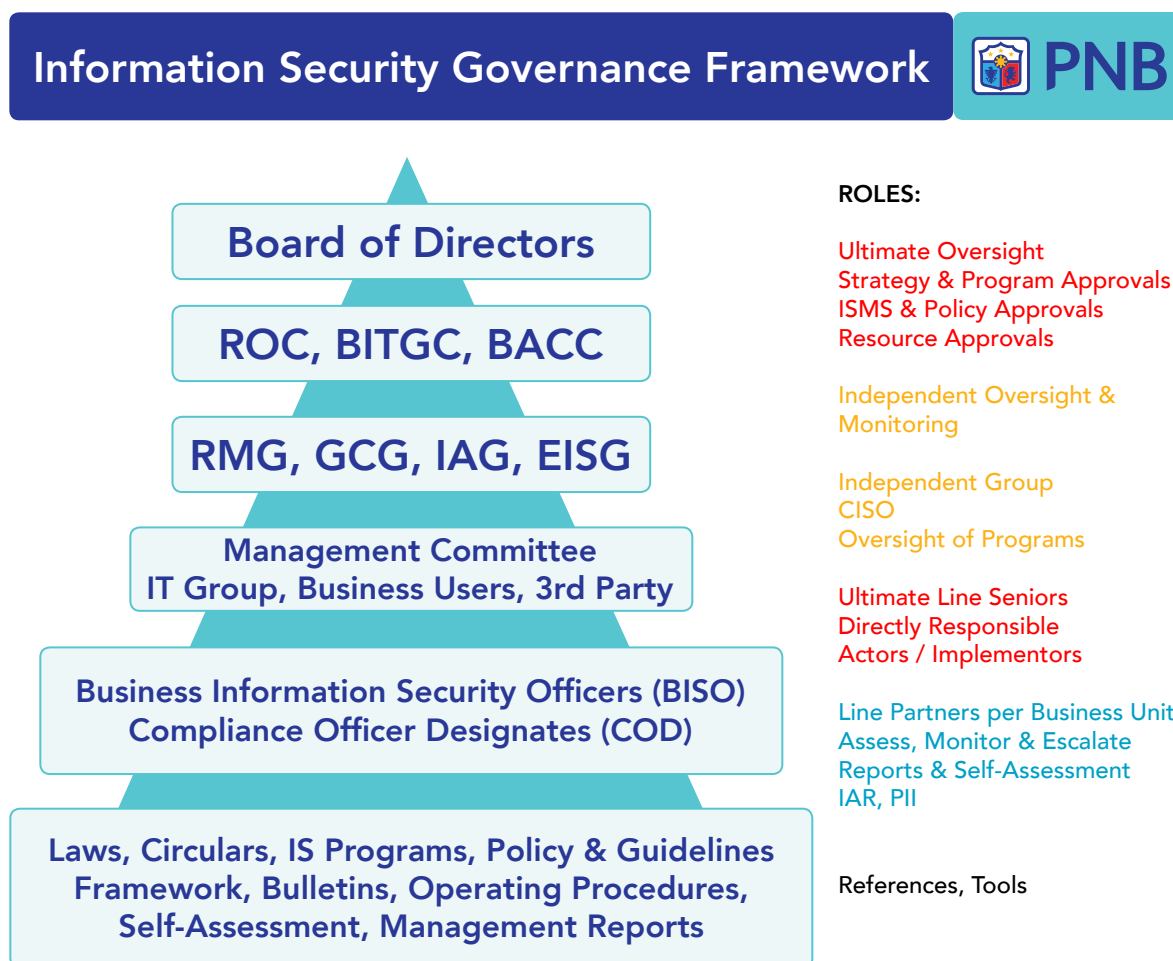 Information Security Governance Framework
PNB
Board of Directors
ROC, BITGC, BACC
RMG, GCG, IAG, EISG
Management Committee
IT Group, Business Users, 3rd Party
Business Information Security Officers (BISO)
Compliance Officer Designates (COD)
Laws, Circulars, IS Programs, Policy & Guidelines
Framework, Bulletins, Operating Procedures,
Self-Assessment, Management Reports
ROLES:
Ultimate Oversight
Strategy & Program Approvals
ISMS & Policy Approvals
Resource Approvals
Independent Oversight &
Monitoring
Independent Group
CISO
Oversight of Programs
Ultimate Line Seniors
Directly Responsible
Actors / Implementors
Line Partners per Business Unit
Assess, Monitor & Escalate
Reports & Self-Assessment
IAR, PII
References, Tools